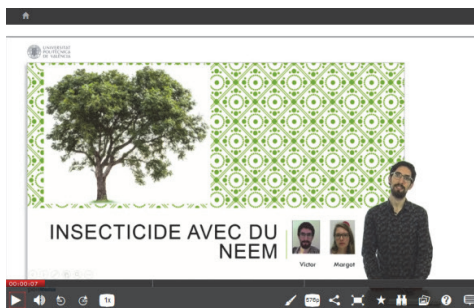 UNIVERSITAT
POLITÈCNICA
DE VALÈNCIA
INSECTICIDE AVEC DU
NEEM
Victor
Margot
00:00:07
1x
576p